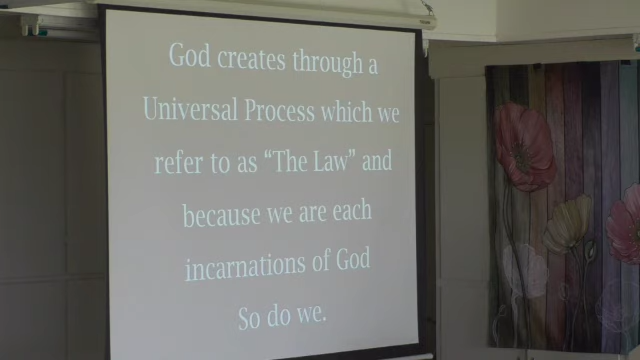 God creates through a
Universal Process which we
refer to as “The Law” and
because we are each
incarnations of God
So do we.